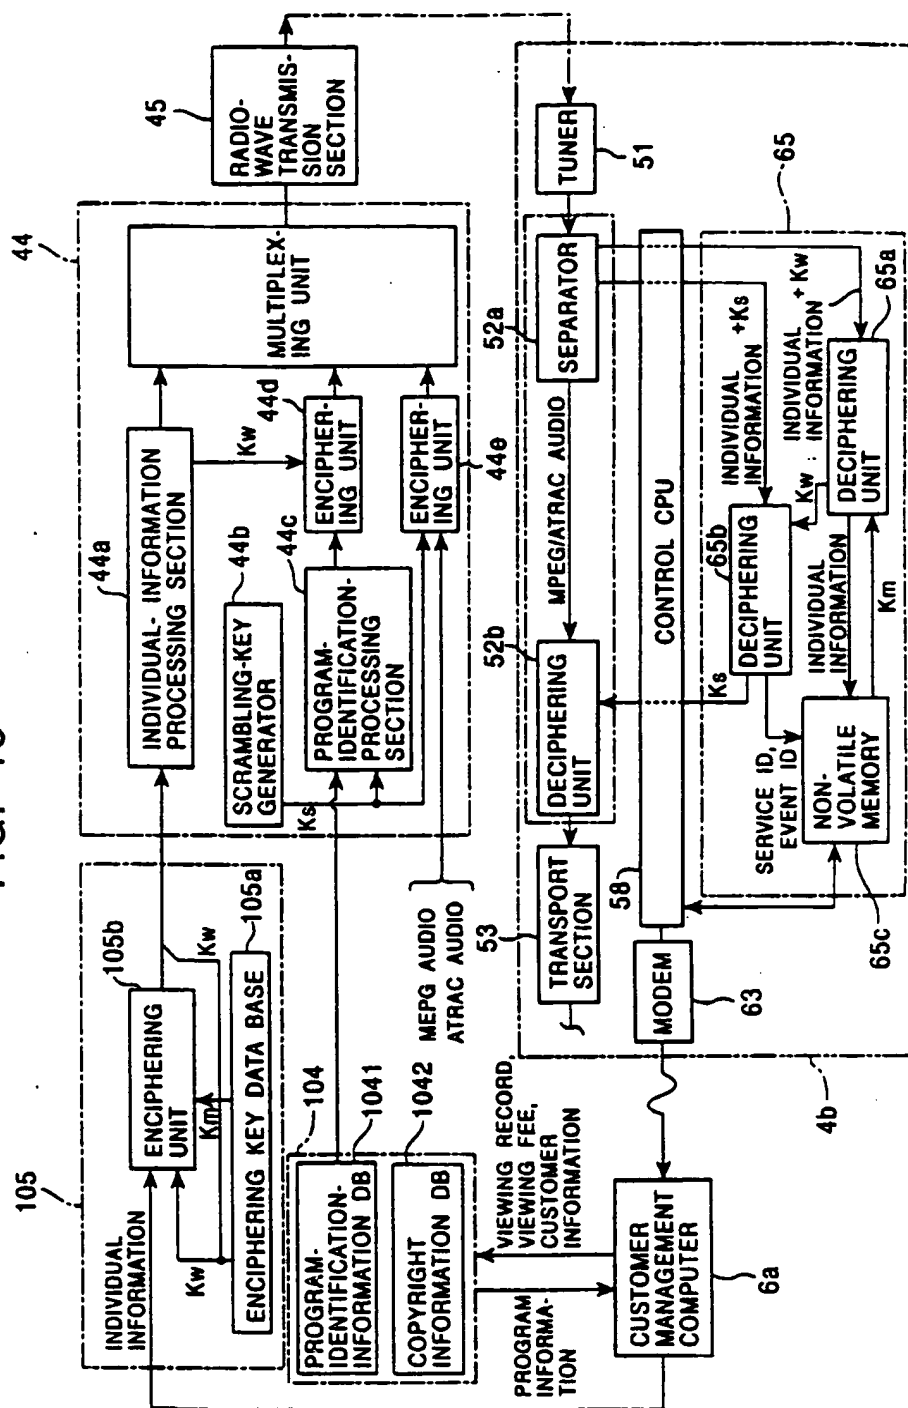 105
INDIVIDUAL
INFORMATION
105b
ENCIPHERING
UNIT
Kw
Km
Kw
105a
ENCIPHERING KEY DATA BASE
44
44a
INDIVIDUAL-INFORMATION
PROCESSING SECTION
Kw
44b
SCRAMBLING-KEY
GENERATOR
44c
PROGRAM-
IDENTIFICATION-
PROCESSING
SECTION
Ks
44d
ENCIPHER-
ING UNIT
ENCIPHER-
ING UNIT
44e
MULTIPLEX-
ING UNIT
45
RADIO-
WAVE
TRANSMIS-
SION
SECTION
104
1041
PROGRAM-
IDENTIFICATION-
INFORMATION DB
1042
COPYRIGHT
INFORMATION DB
MEPG AUDIO
ATRAC AUDIO
PROGRAM
INFORMA-
TION
VIEWING RECORD,
VIEWING FEE,
CUSTOMER
INFORMATION
CUSTOMER
MANAGEMENT
COMPUTER
6a
4b
53
TRANSPORT
SECTION
52b
DECIPHERING
UNIT
MPEG/ATRAC AUDIO
52a
SEPARATOR
TUNER
51
58
CONTROL CPU
MODEM
63
65
Ks
65b
DECIPHERING
UNIT
INDIVIDUAL
INFORMATION +Ks
SERVICE ID,
EVENT ID
INDIVIDUAL
INFORMATION
Kw
INDIVIDUAL
INFORMATION + Kw
NON-
VOLATILE
MEMORY
65c
Km
DECIPHERING
UNIT
65a